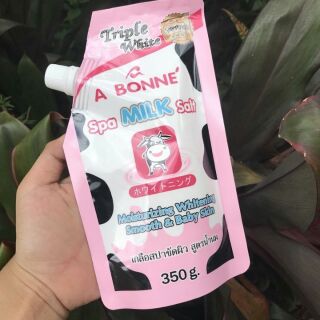 Triple
White
A BONNE'
Spa MILK Salt
ホワイトニング
Moisturizing Whitening
Smooth & Baby Skin
เกลือสปาขัดผิว สูตรน้ำนม
350 g.